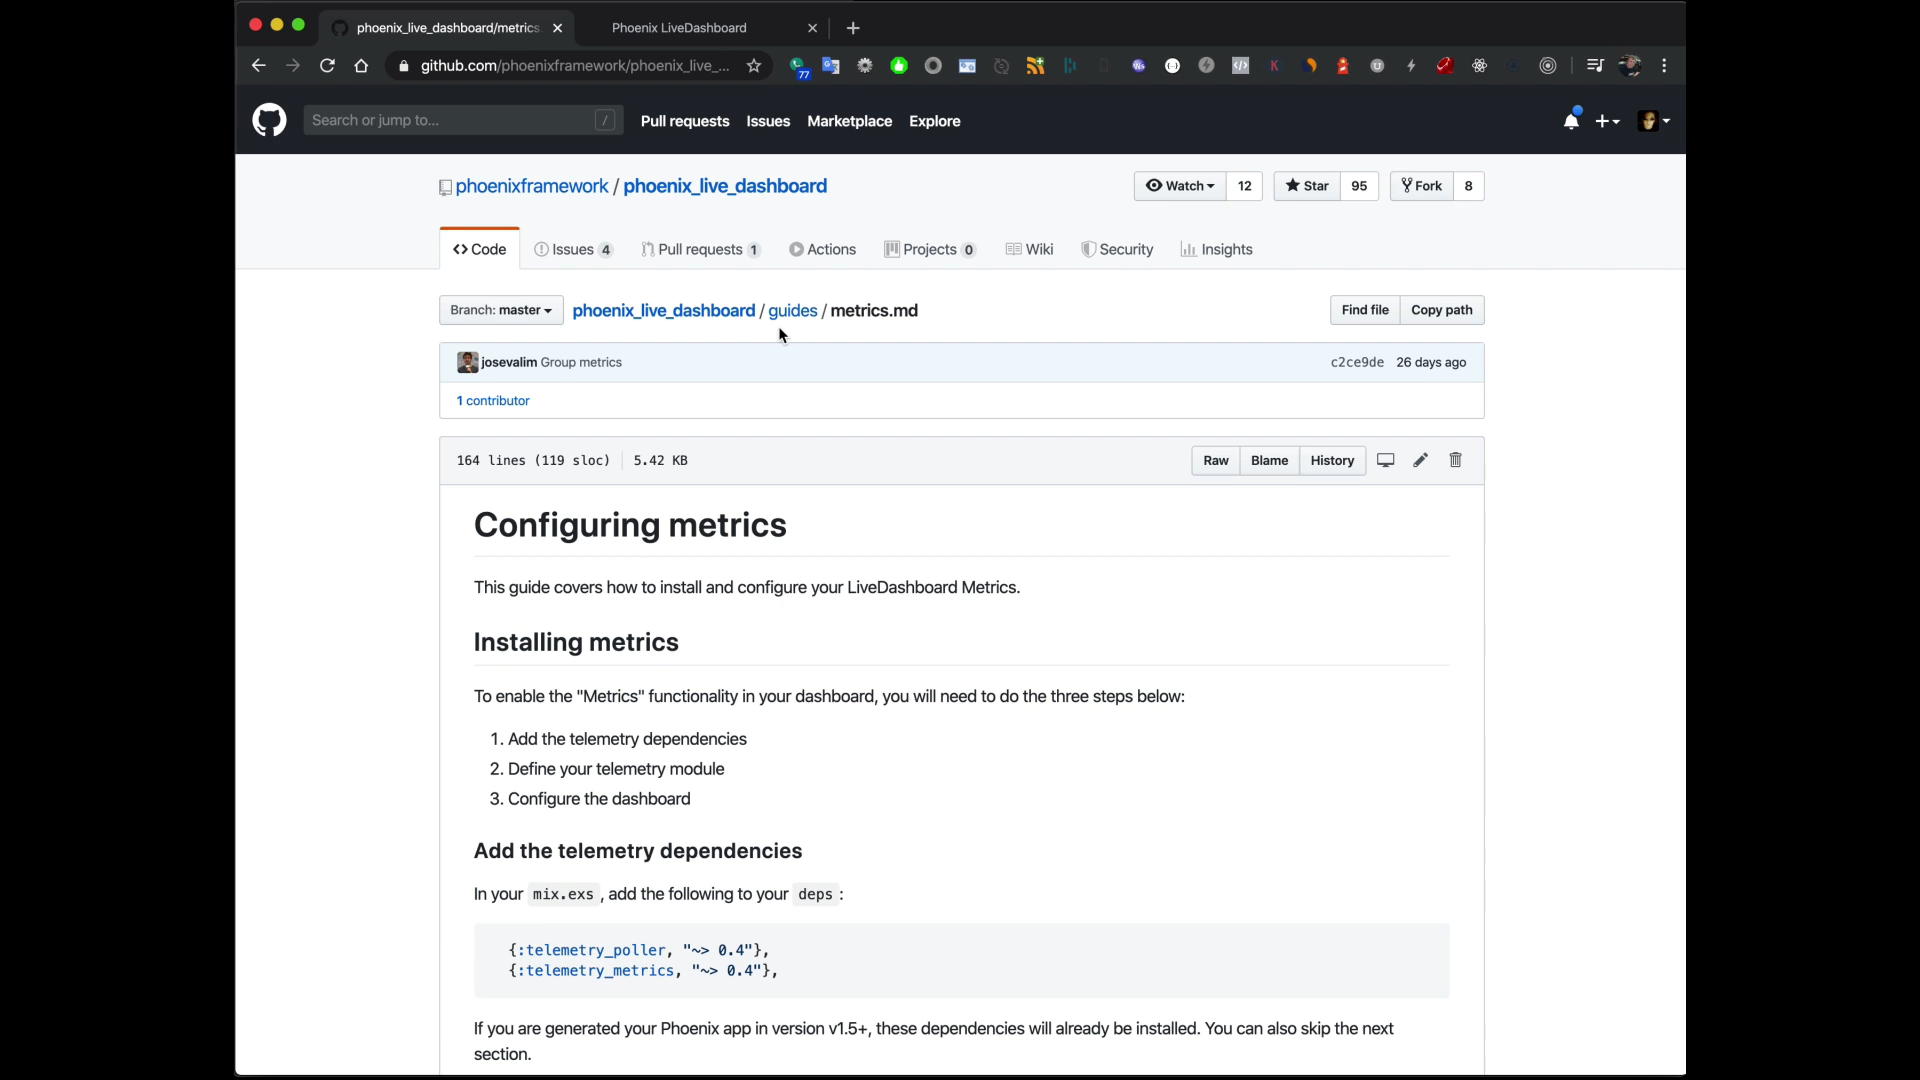 phoenix_live_dashboard/metrics
Phoenix LiveDashboard
github.com/phoenixframework/phoenix_live_...
77
Search or jump to...
/
Pull requests
Issues
Marketplace
Explore
phoenixframework / phoenix_live_dashboard
Watch 12
Star 95
Fork 8
Code
Issues 4
Pull requests 1
Actions
Projects 0
Wiki
Security
Insights
Branch: master
phoenix_live_dashboard / guides / metrics.md
Find file
Copy path
josevalim Group metrics
c2ce9de 26 days ago
1 contributor
164 lines (119 sloc) 5.42 KB
Raw
Blame
History
Configuring metrics
This guide covers how to install and configure your LiveDashboard Metrics.
Installing metrics
To enable the "Metrics" functionality in your dashboard, you will need to do the three steps below:
1. Add the telemetry dependencies
2. Define your telemetry module
3. Configure the dashboard
Add the telemetry dependencies
In your mix.exs , add the following to your deps :
{:telemetry_poller, "~> 0.4"},
{:telemetry_metrics, "~> 0.4"},
If you are generated your Phoenix app in version v1.5+, these dependencies will already be installed. You can also skip the next
section.